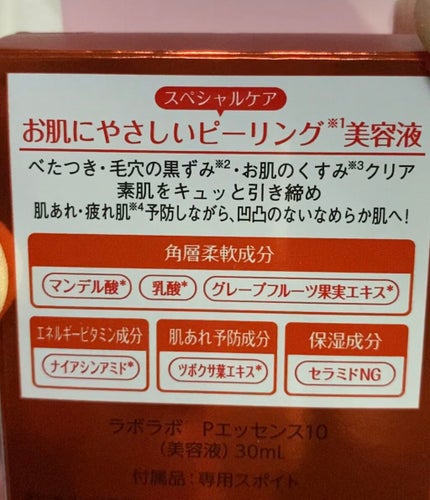 スペシャルケア
お肌にやさしいピーリング※1美容液
べたつき・毛穴の黒ずみ※2・お肌のくすみ※3クリア
素肌をキュッと引き締め
肌あれ・疲れ肌※4予防しながら、凹凸のないなめらか肌へ!
角層柔軟成分
マンデル酸* 乳酸* グレープフルーツ果実エキス*
エネルギービタミン成分 肌あれ予防成分 保湿成分
ナイアシンアミド* ツボクサ葉エキス* セラミドNG
ラボラボ Pエッセンス10
(美容液) 30mL
付属品:専用スポイト